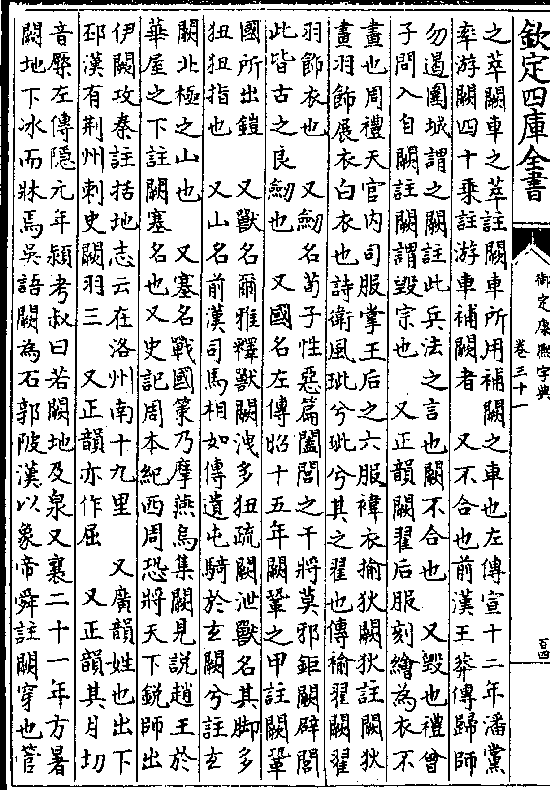 欽定四庫全書
御定康熙字典
卷三十一
百四
之萃闕車之萃註闕車所用補闕之車也左傳宣十二年潘黨
率游闕四十乗註游車補闕者　又不合也前漢王莽傳歸師
勿遏圍城謂之闕註此兵法之言也闕不合也　又毀也禮曾
子問入自闕註闕謂毀宗也　又正韻闕翟后服刻繪為衣不
畫也周禮天官内司服掌王后之六服褘衣揄狄闕狄註闕狄
畫羽飾展衣白衣也詩衛風玼兮玼兮其之翟也傳褕翟闕翟
羽飾衣也　又劒名荀子性惡篇闔閭之干將莫邪鉅闕辟閭
此皆古之良劒也　又國名左傳昭十五年闕鞏之甲註闕鞏
國所出鎧　又獸名爾雅釋獸闕洩多狃疏闕泄獸名其脚多
狃狃指也　又山名前漢司馬相如傳遺屯騎於玄闕兮註玄
闕北極之山也　又塞名戰國策乃摩燕烏集闕見説趙王於
華屋之下註闕塞名也又史記周本紀西周恐將天下鋭師出
伊闕攻秦註括地志云在洛州南十九里　又廣韻姓也出下
邳漢有荆州刺史闕羽三　又正韻亦作屈　又正韻其月切
音橜左傳隱元年潁考叔曰若闕地及泉又襄二十一年方暑
闕地下冰而牀焉吳語闕為石郭陂漢以象帝舜註闕穿也管